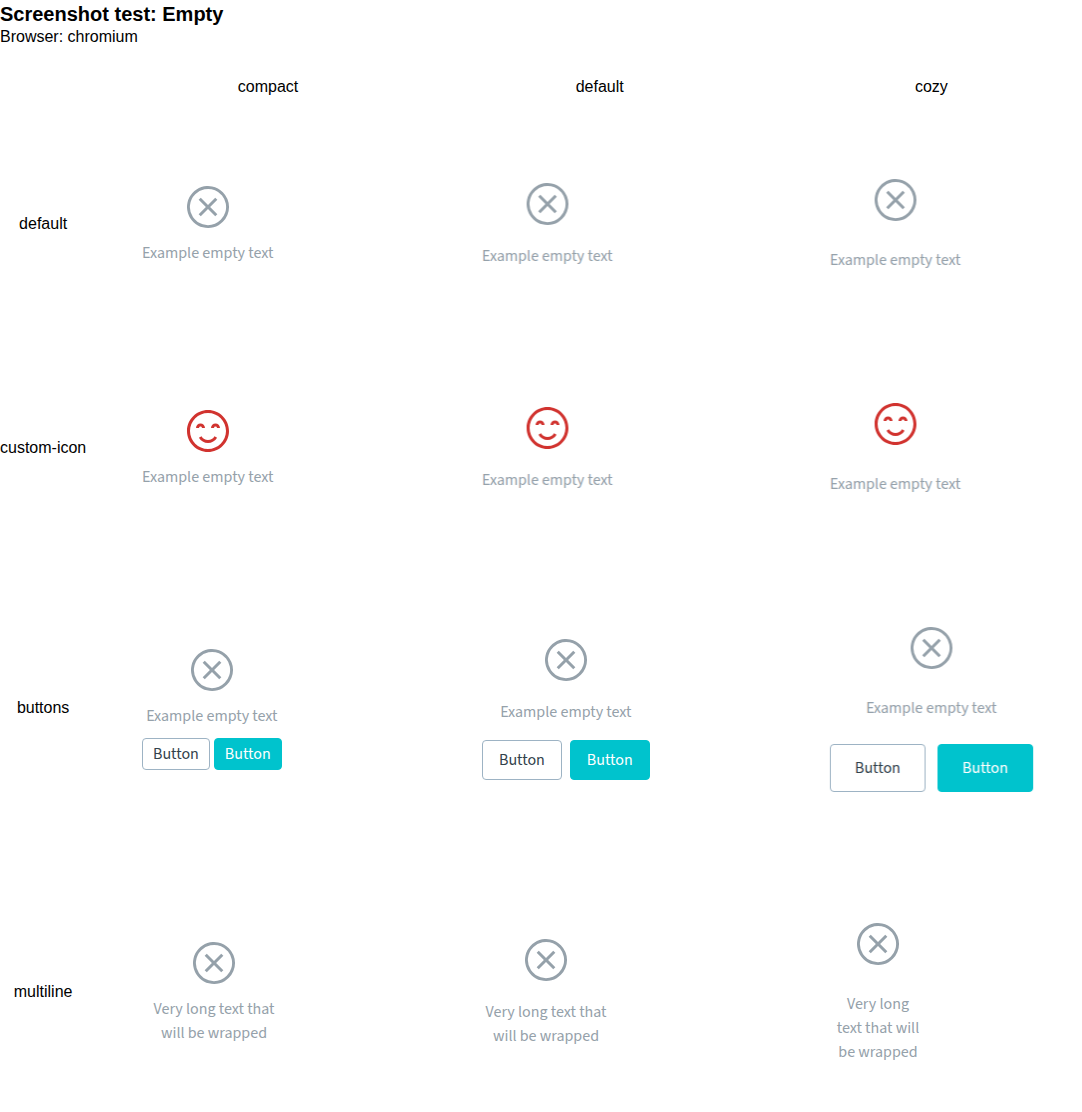 Screenshot test: Empty
Browser: chromium
compact default cozy
default
Example empty text Example empty text Example empty text
custom-icon
Example empty text Example empty text Example empty text
buttons
Example empty text Example empty text Example empty text
Button Button Button Button Button Button
multiline
Very long text that
will be wrapped
Very long text that
will be wrapped
Very long
text that will
be wrapped